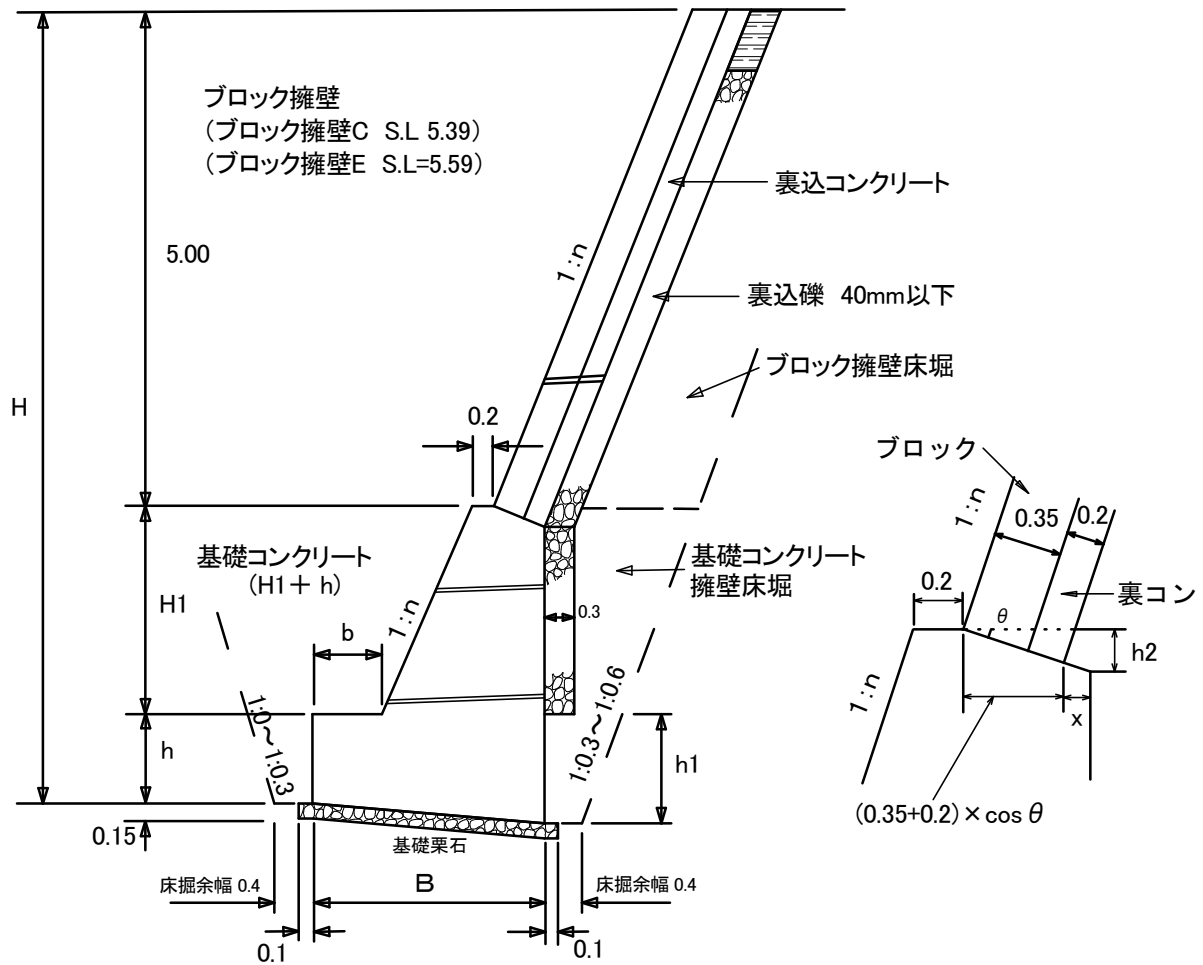 ブロック擁壁
(ブロック擁壁C S.L 5.39)
(ブロック擁壁E S.L=5.59)
裏込コンクリート
1:n
5.00
裏込礫 40mm以下
ブロック擁壁床堀
H
0.2
基礎コンクリート
(H1+h)
H1
1:n
b
基礎コンクリート
擁壁床堀
0.3
1:0~1:0.3
1:0.3~1:0.6
h
h1
0.15
基礎栗石
床掘余幅 0.4
B
床掘余幅 0.4
0.1
0.1
ブロック
1:n
0.35
0.2
0.2
裏コン
θ
h2
1:n
x
(0.35+0.2)×cosθ